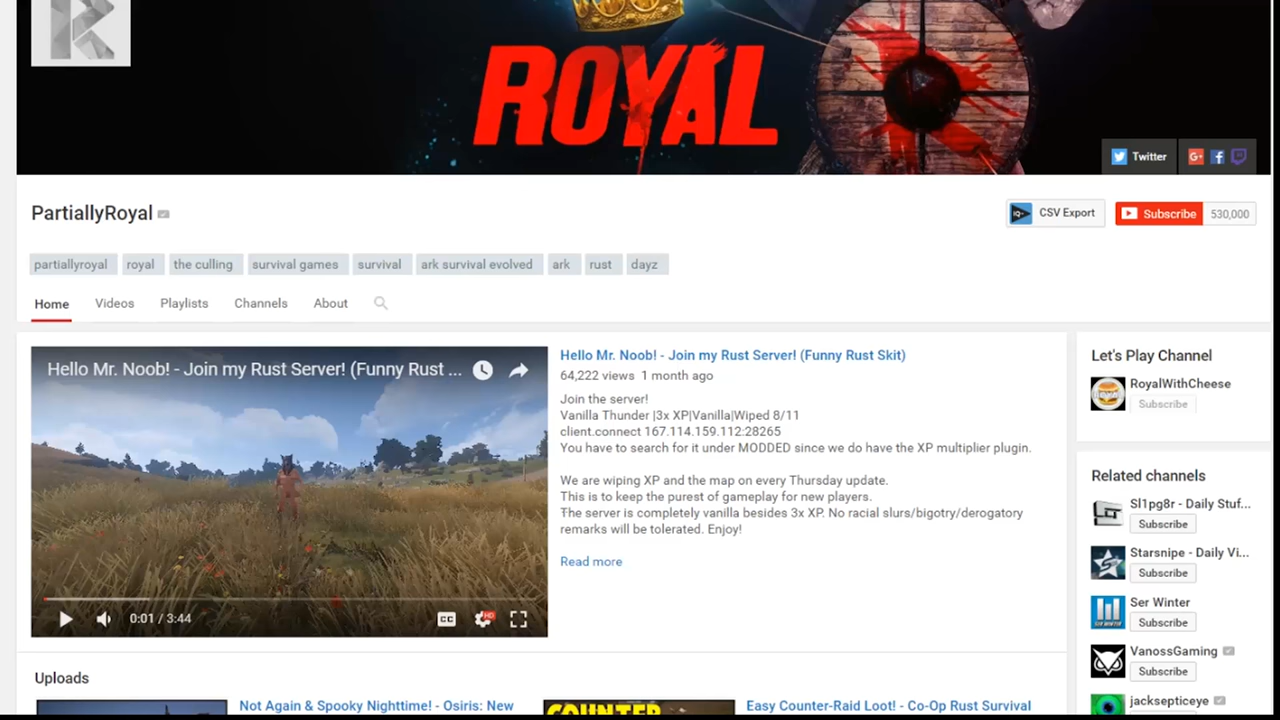 ROYAL
Twitter
PartiallyRoyal
CSV Export
Subscribe 530,000
partiallyroyal royal the culling survival games survival ark survival evolved ark rust dayz
Home Videos Playlists Channels About
Hello Mr. Noob! - Join my Rust Server! (Funny Rust ...
0:01 / 3:44
CC
HD
Hello Mr. Noob! - Join my Rust Server! (Funny Rust Skit)
64,222 views 1 month ago
Join the server!
Vanilla Thunder |3x XP|Vanilla|Wiped 8/11
client.connect 167.114.159.112:28265
You have to search for it under MODDED since we do have the XP multiplier plugin.
We are wiping XP and the map on every Thursday update.
This is to keep the purest of gameplay for new players.
The server is completely vanilla besides 3x XP. No racial slurs/bigotry/derogatory
remarks will be tolerated. Enjoy!
Read more
Let's Play Channel
RoyalWithCheese
Subscribe
Related channels
Sl1pg8r - Daily Stuf...
Subscribe
Starsnipe - Daily Vi...
Subscribe
Ser Winter
Subscribe
VanossGaming
Subscribe
jacksepticeye
Uploads
Not Again & Spooky Nighttime! - Osiris: New
COUNTER
Easy Counter-Raid Loot! - Co-Op Rust Survival